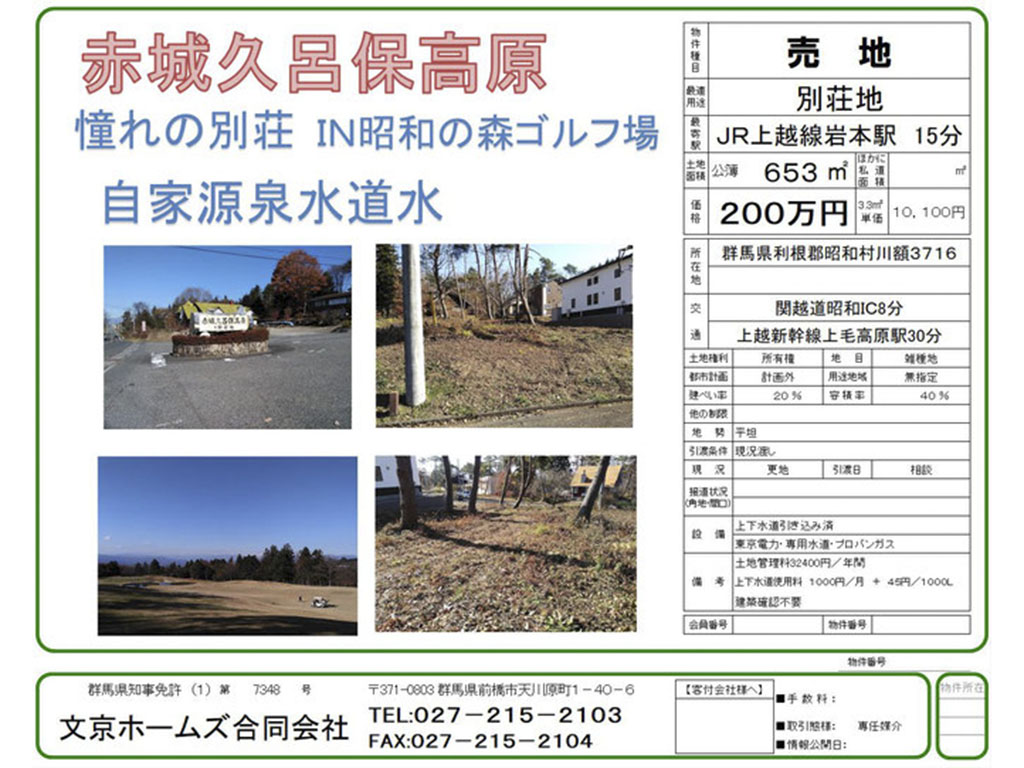 赤城久呂保高原
憧れの別荘 IN昭和の森ゴルフ場
自家源泉水道水
赤城久呂保高原
物件種目 売 地
最適用途 別荘地
最寄駅 JR上越線岩本駅 15分
土地面積 公簿 653 ㎡ ほかに私道面積 ㎡
価格 200万円 3.3㎡単価 10,100円
所在地 群馬県利根郡昭和村川額3716
交通 関越道昭和IC8分
上越新幹線上毛高原駅30分
土地権利 所有権 地目 雑種地
都市計画 計画外 用途地域 無指定
建ぺい率 20% 容積率 40%
他の制限
地勢 平坦
引渡条件 現況渡し
現況 更地 引渡日 相談
接道状況
(角地・間口)
設備 上下水道引き込み済
東京電力・専用水道・プロパンガス
備考 土地管理料32400円/年間
上下水道使用料 1000円/月 + 45円/1000L
建築確認不要
会員番号 物件番号
物件番号
群馬県知事免許(1)第 7348 号
文京ホームズ合同会社
〒371-0803 群馬県前橋市天川原町1-40-6
TEL:027-215-2103
FAX:027-215-2104
【客付会社様へ】
■手数料:
■取引態様: 専任媒介
■情報公開日:
物件所在